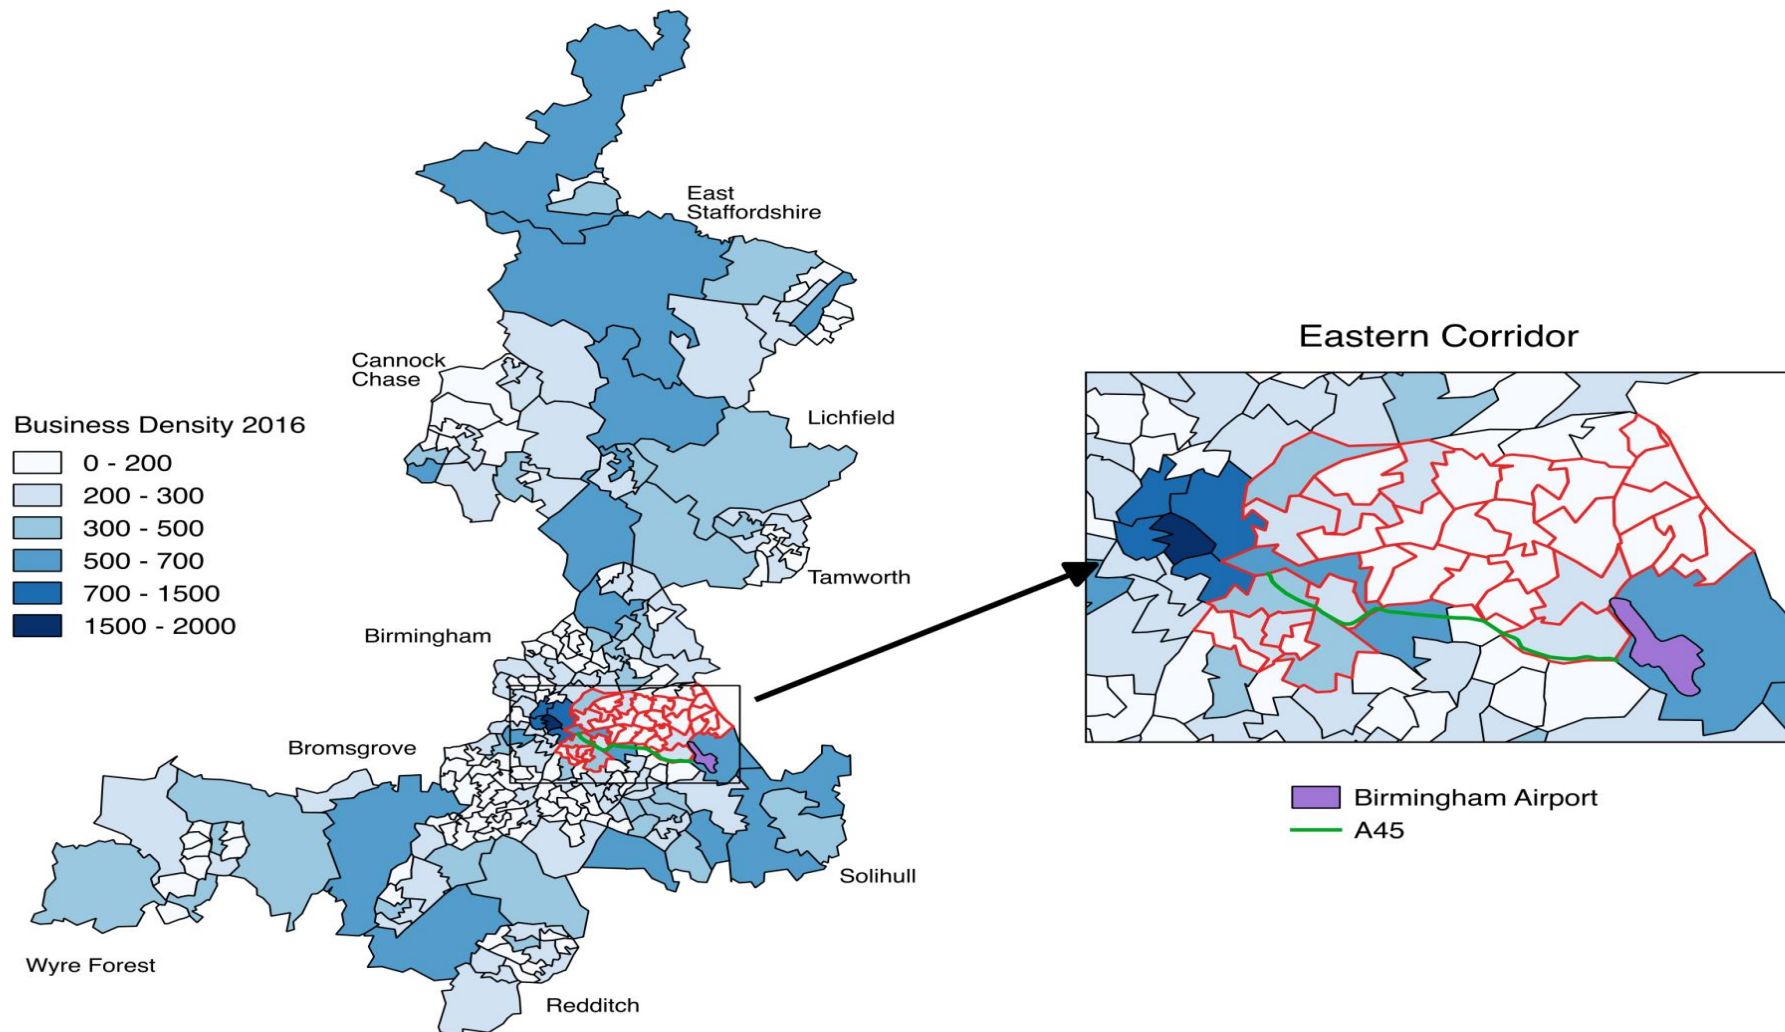 East
Staffordshire
Cannock
Chase
Lichfield
Business Density 2016
0 - 200
200 - 300
300 - 500
500 - 700
700 - 1500
1500 - 2000
Tamworth
Birmingham
Bromsgrove
Solihull
Wyre Forest
Redditch
Eastern Corridor
Birmingham Airport
A45